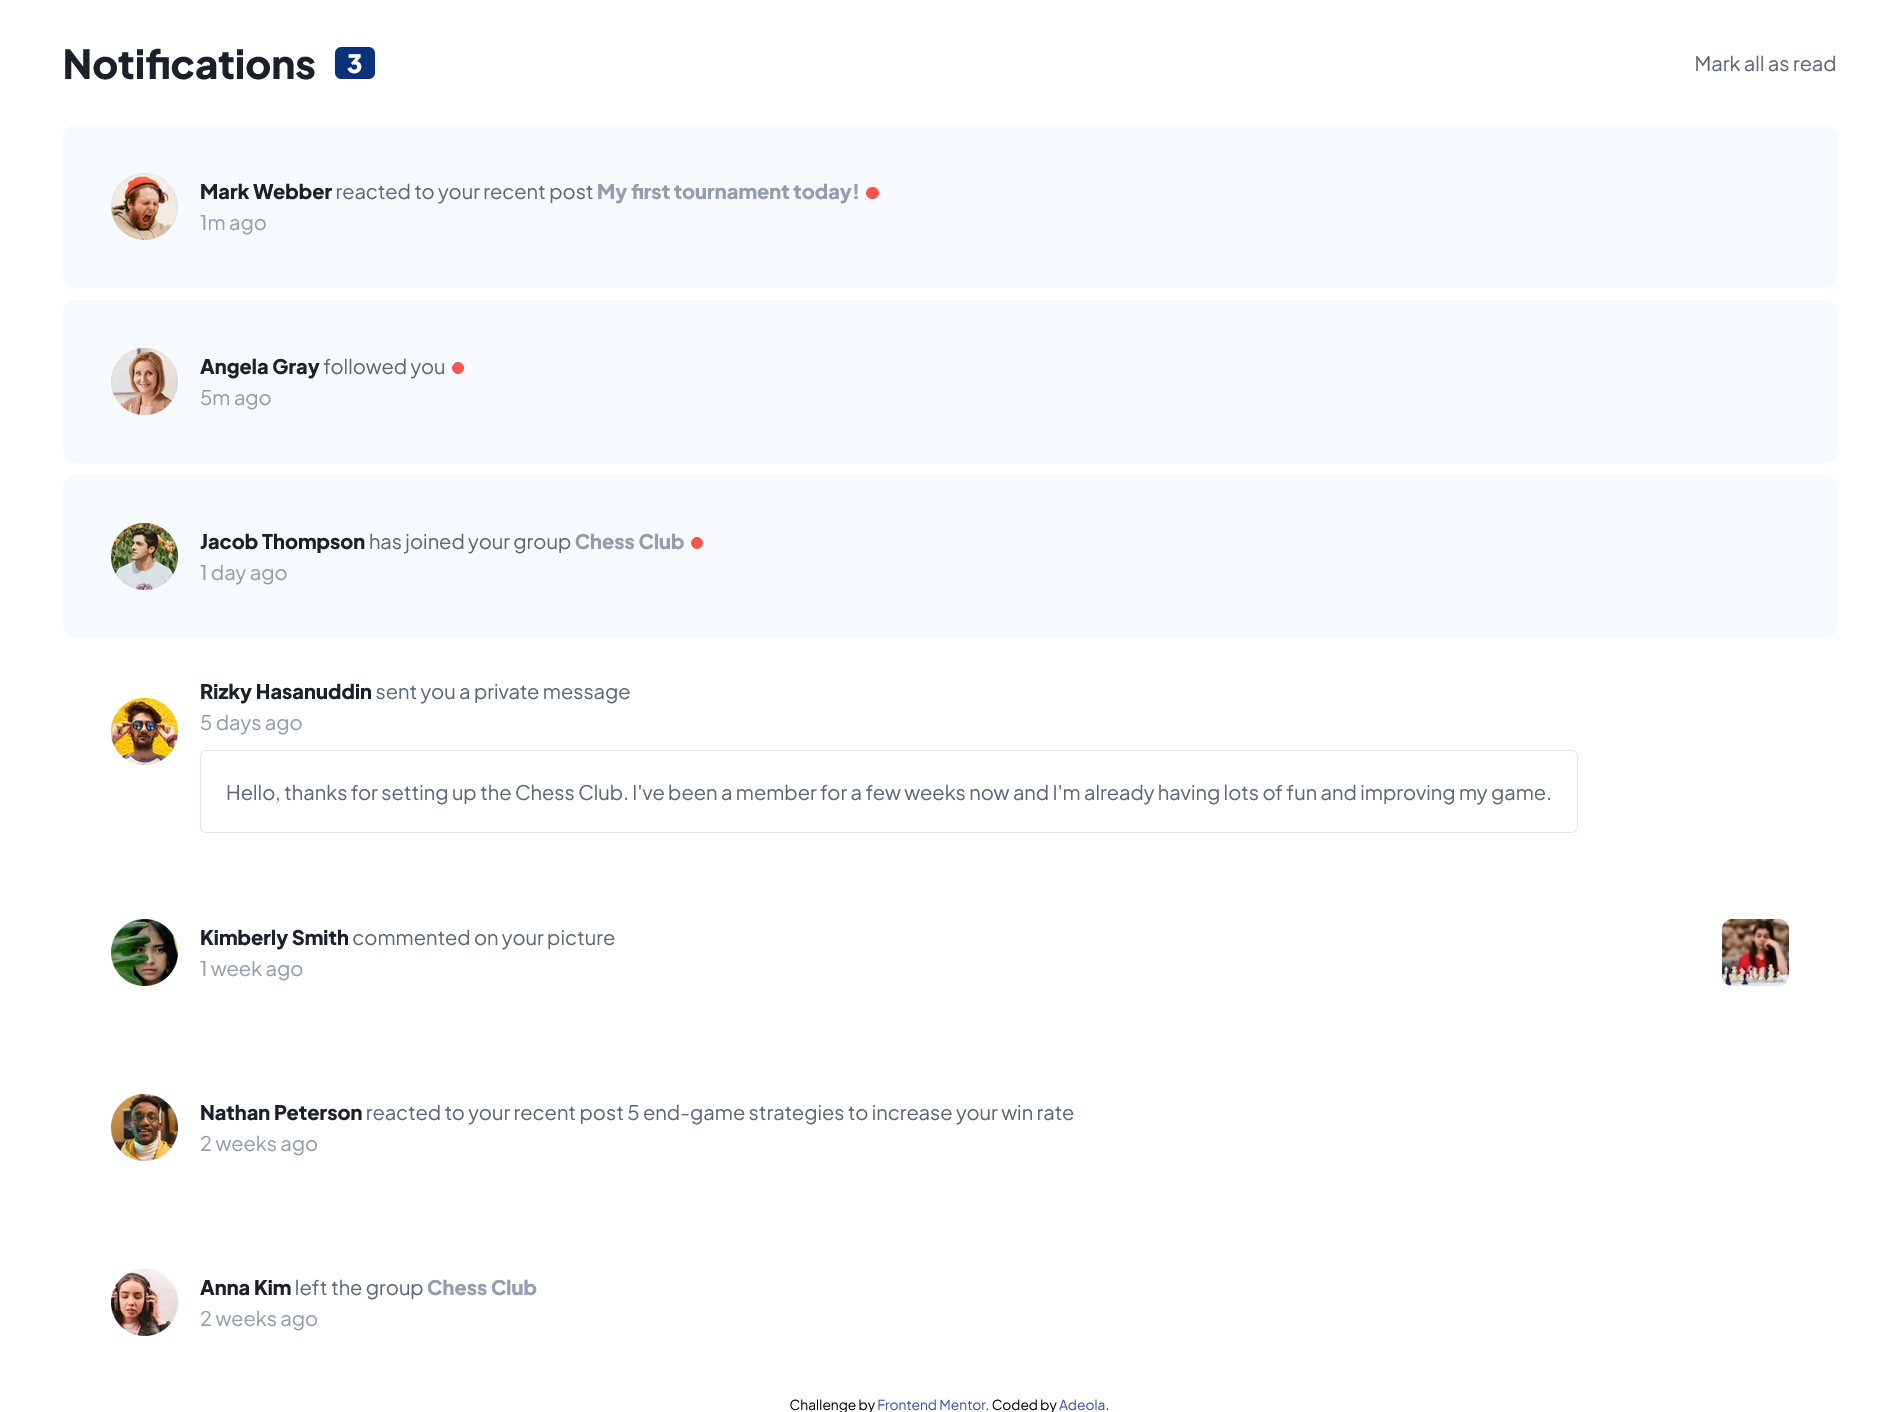 Notifications 3 Mark all as read
Mark Webber reacted to your recent post My first tournament today!
1m ago
Angela Gray followed you
5m ago
Jacob Thompson has joined your group Chess Club
1 day ago
Rizky Hasanuddin sent you a private message
5 days ago
Hello, thanks for setting up the Chess Club. I've been a member for a few weeks now and I'm already having lots of fun and improving my game.
Kimberly Smith commented on your picture
1 week ago
Nathan Peterson reacted to your recent post 5 end-game strategies to increase your win rate
2 weeks ago
Anna Kim left the group Chess Club
2 weeks ago
Challenge by Frontend Mentor. Coded by Adeola.